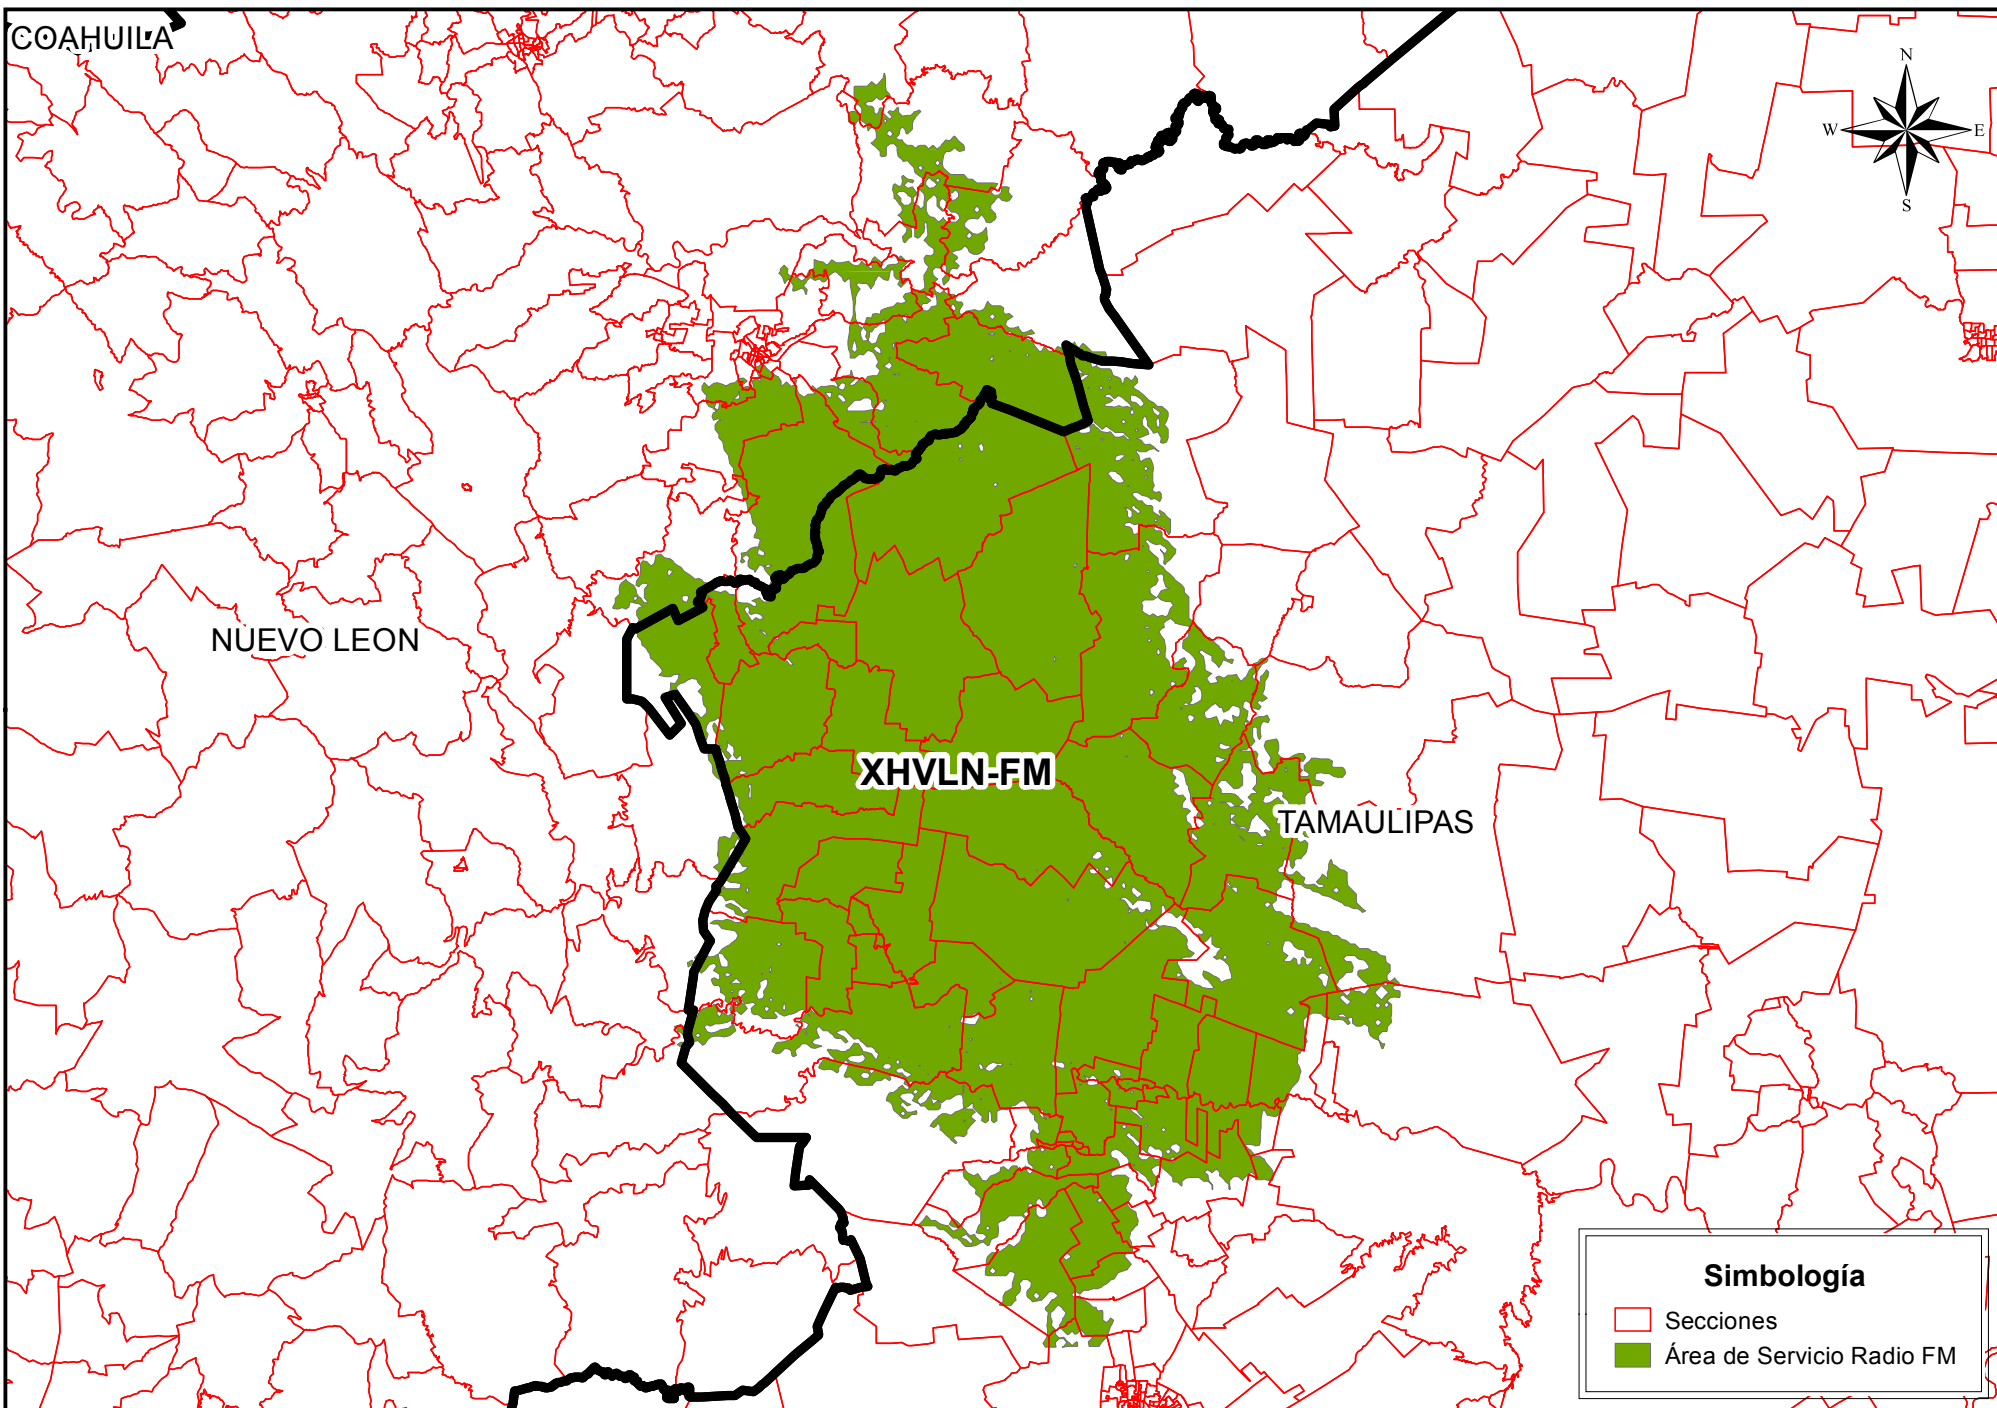 COAHUILA
N
W E
S
NUEVO LEON
XHVLN-FM
TAMAULIPAS
Simbología
Secciones
Área de Servicio Radio FM